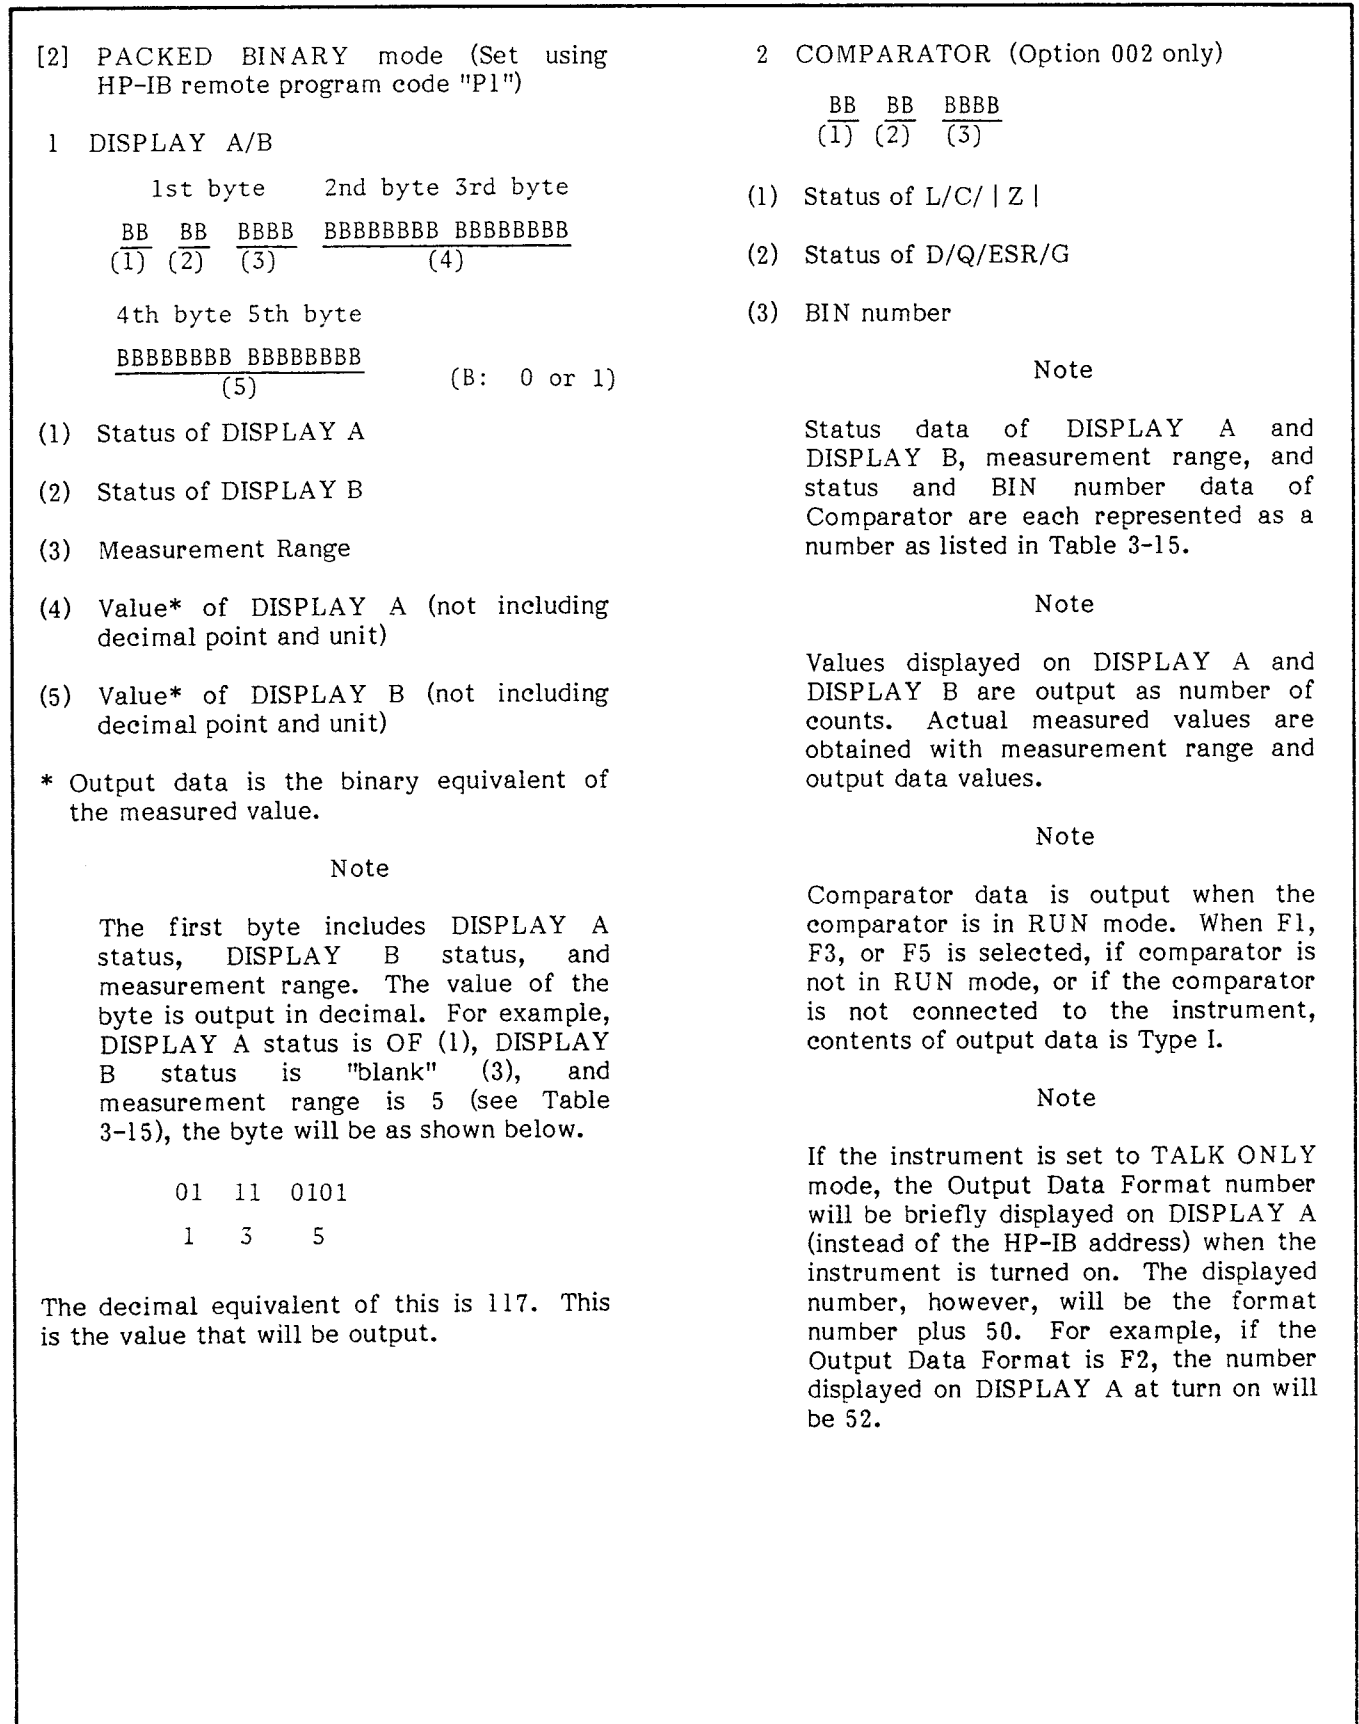 [2] PACKED BINARY mode (Set using
HP-IB remote program code "P1")
1 DISPLAY A/B
1st byte 2nd byte 3rd byte
BB BB BBBB BBBBBBBB BBBBBBBB
(1) (2) (3) (4)
4th byte 5th byte
BBBBBBBB BBBBBBBB
(5) (B: 0 or 1)
(1) Status of DISPLAY A
(2) Status of DISPLAY B
(3) Measurement Range
(4) Value* of DISPLAY A (not including
decimal point and unit)
(5) Value* of DISPLAY B (not including
decimal point and unit)
* Output data is the binary equivalent of
the measured value.
Note
The first byte includes DISPLAY A
status, DISPLAY B status, and
measurement range. The value of the
byte is output in decimal. For example,
DISPLAY A status is OF (1), DISPLAY
B status is "blank" (3), and
measurement range is 5 (see Table
3-15), the byte will be as shown below.
01 11 0101
1 3 5
The decimal equivalent of this is 117. This
is the value that will be output.
2 COMPARATOR (Option 002 only)
BB BB BBBB
(1) (2) (3)
(1) Status of L/C/ | Z |
(2) Status of D/Q/ESR/G
(3) BIN number
Note
Status data of DISPLAY A and
DISPLAY B, measurement range, and
status and BIN number data of
Comparator are each represented as a
number as listed in Table 3-15.
Note
Values displayed on DISPLAY A and
DISPLAY B are output as number of
counts. Actual measured values are
obtained with measurement range and
output data values.
Note
Comparator data is output when the
comparator is in RUN mode. When F1,
F3, or F5 is selected, if comparator is
not in RUN mode, or if the comparator
is not connected to the instrument,
contents of output data is Type I.
Note
If the instrument is set to TALK ONLY
mode, the Output Data Format number
will be briefly displayed on DISPLAY A
(instead of the HP-IB address) when the
instrument is turned on. The displayed
number, however, will be the format
number plus 50. For example, if the
Output Data Format is F2, the number
displayed on DISPLAY A at turn on will
be 52.